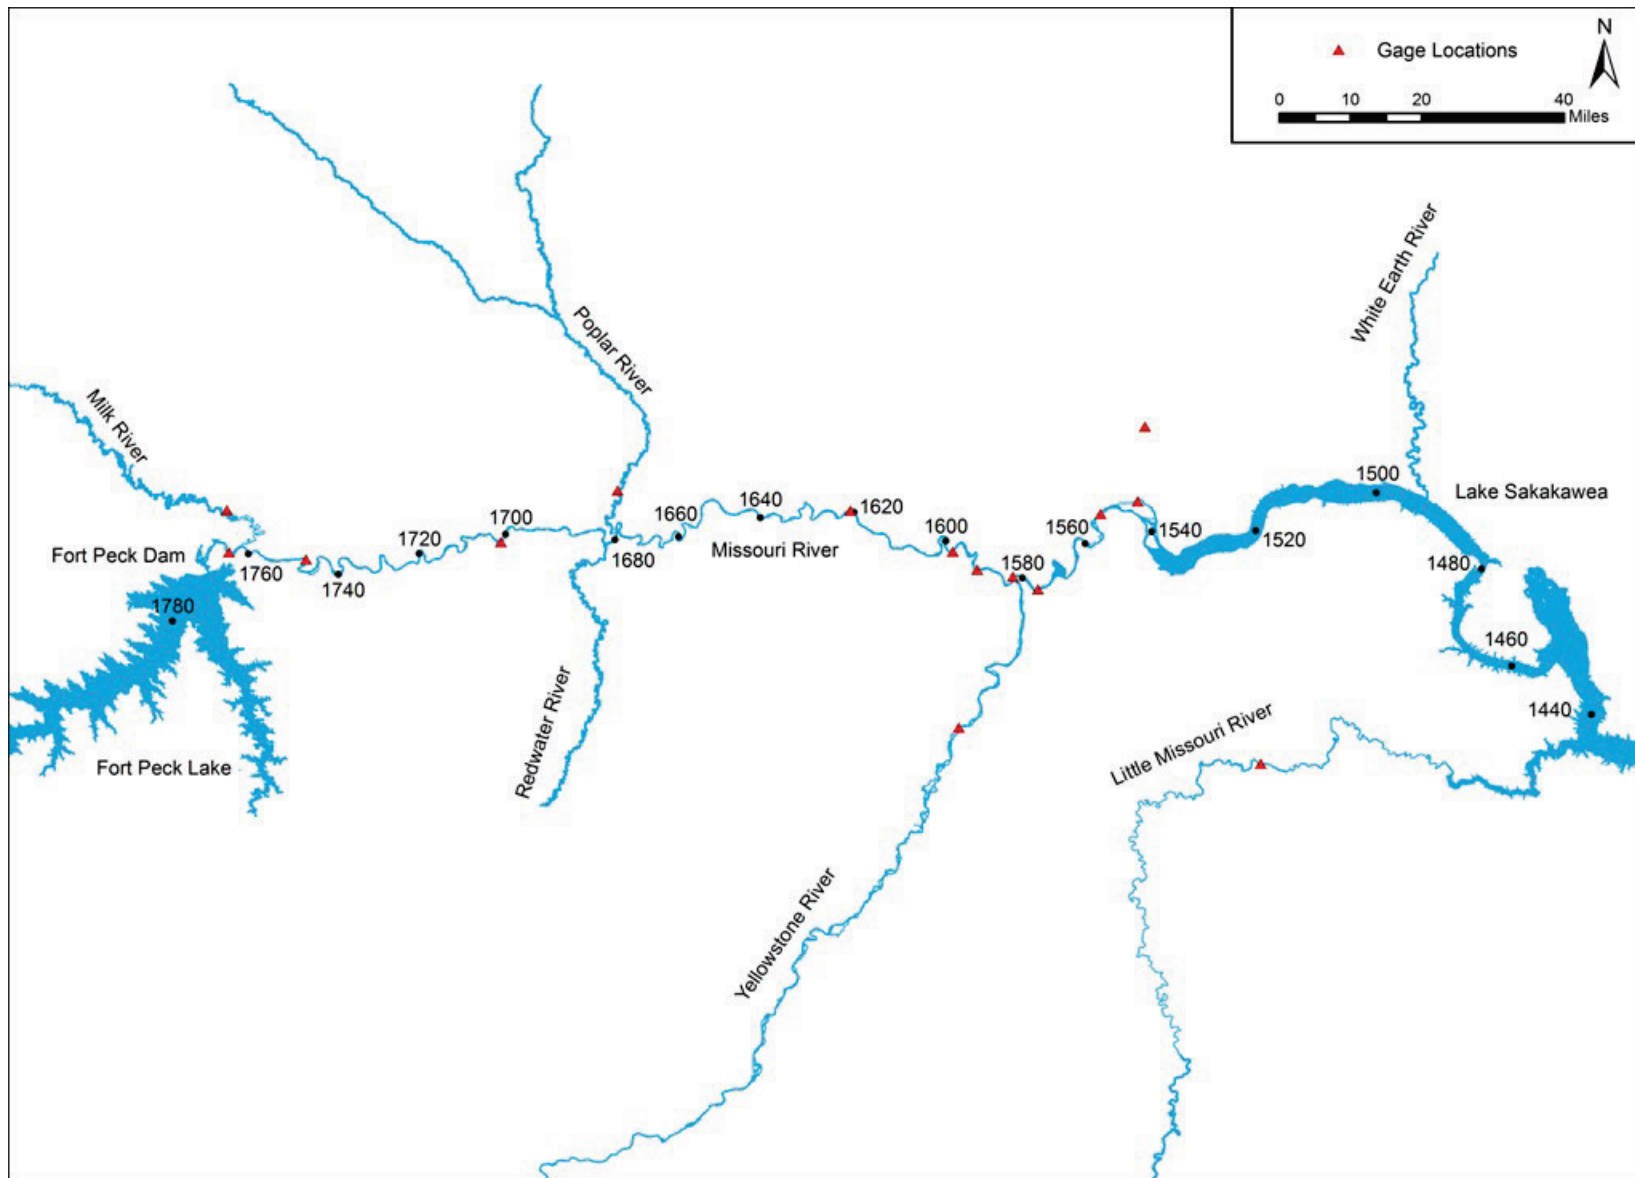 N
Gage Locations
0 10 20 40
Miles
White Earth River
Poplar River
Milk River
1500
Lake Sakakawea
1640
1620
1700
1660
1600
1560
1540
1520
Missouri River
Fort Peck Dam
1760
1720
1680
1580
1480
1740
1780
1460
Redwater River
1440
Little Missouri River
Fort Peck Lake
Yellowstone River